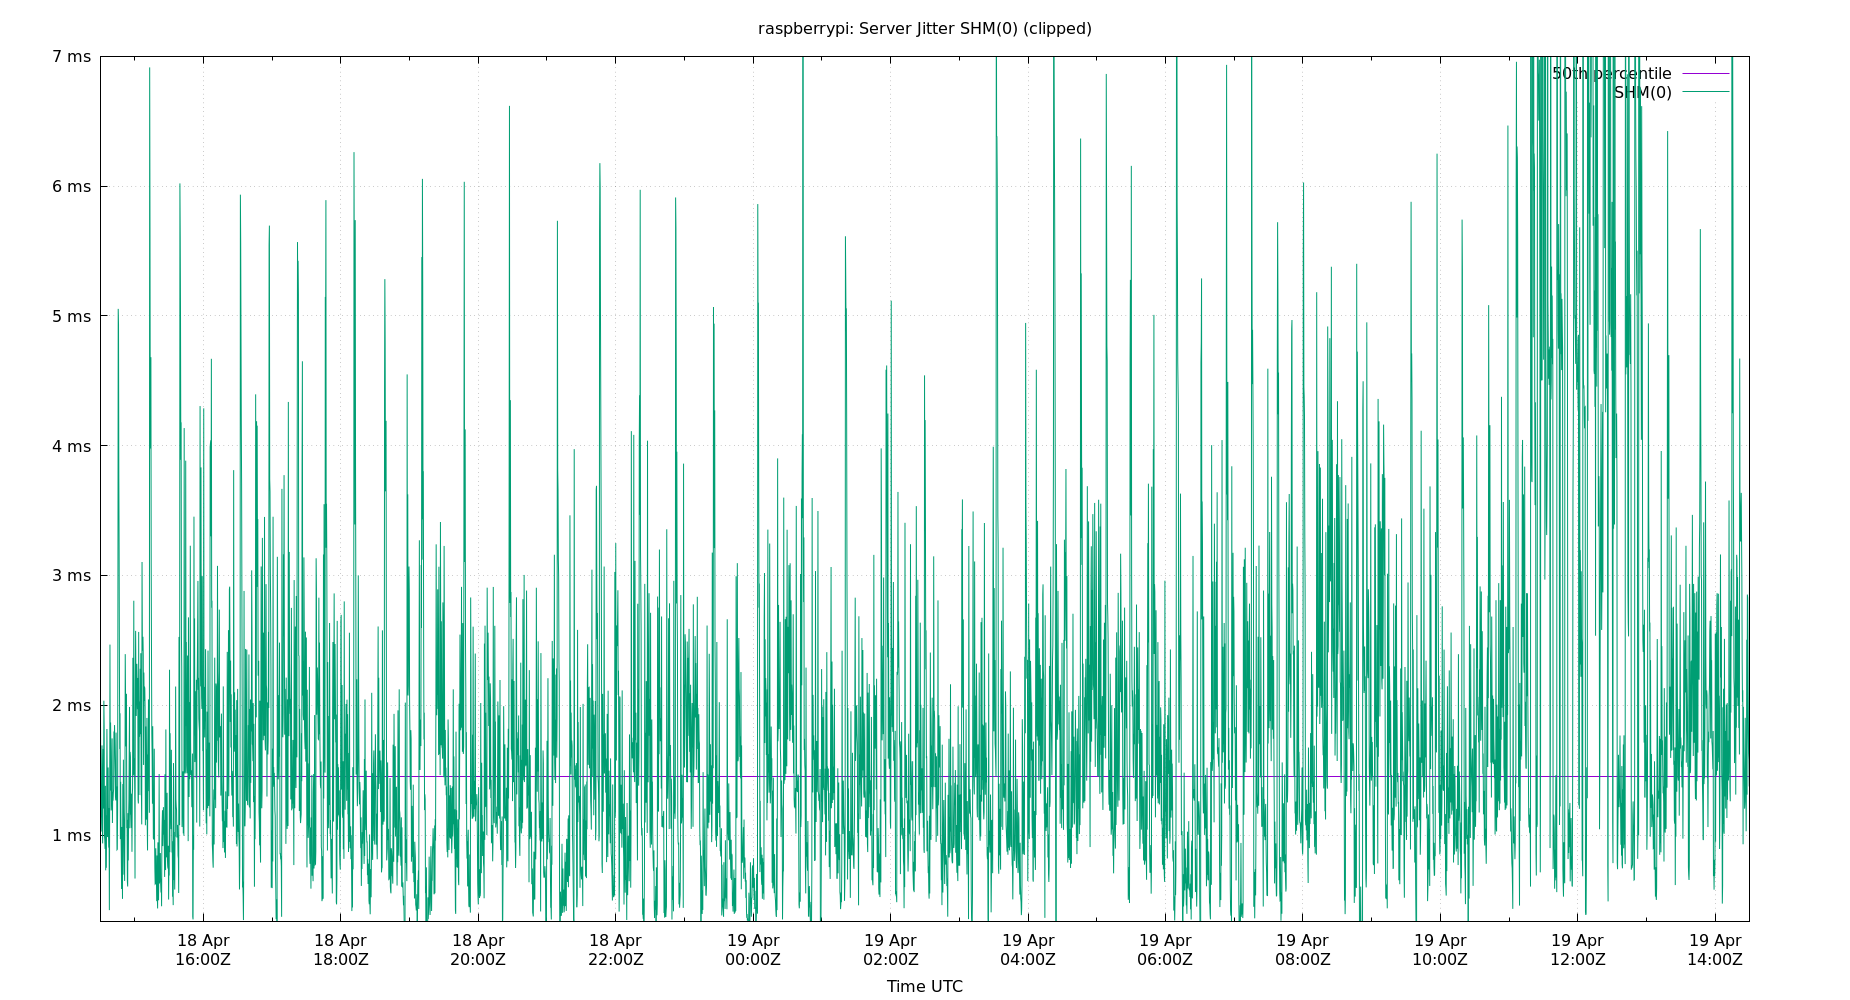 raspberrypi: Server Jitter SHM(0) (clipped)
7 ms
50th percentile
SHM(0)
6 ms
5 ms
4 ms
3 ms
2 ms
1 ms
18 Apr 18 Apr 18 Apr 18 Apr 19 Apr 19 Apr 19 Apr 19 Apr 19 Apr 19 Apr 19 Apr 19 Apr
16:00Z 18:00Z 20:00Z 22:00Z 00:00Z 02:00Z 04:00Z 06:00Z 08:00Z 10:00Z 12:00Z 14:00Z
Time UTC